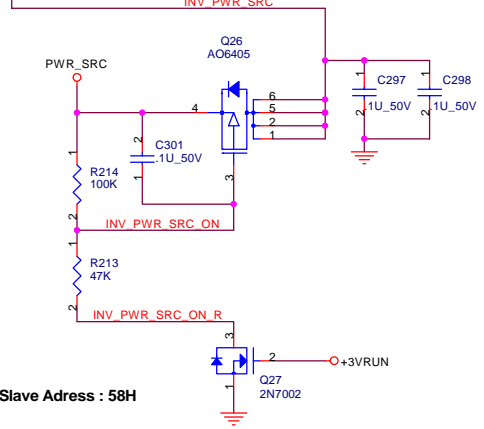 INV_PWR_SRC
Q26
AO6405
PWR_SRC
4
6
5
2
1
1
C297
.1U_50V
2
1
C298
.1U_50V
2
2
C301
.1U_50V
1
3
1
R214
100K
2
INV_PWR_SRC_ON
1
R213
47K
2
INV_PWR_SRC_ON_R
3
2
+3VRUN
Q27
2N7002
1
Slave Adress : 58H